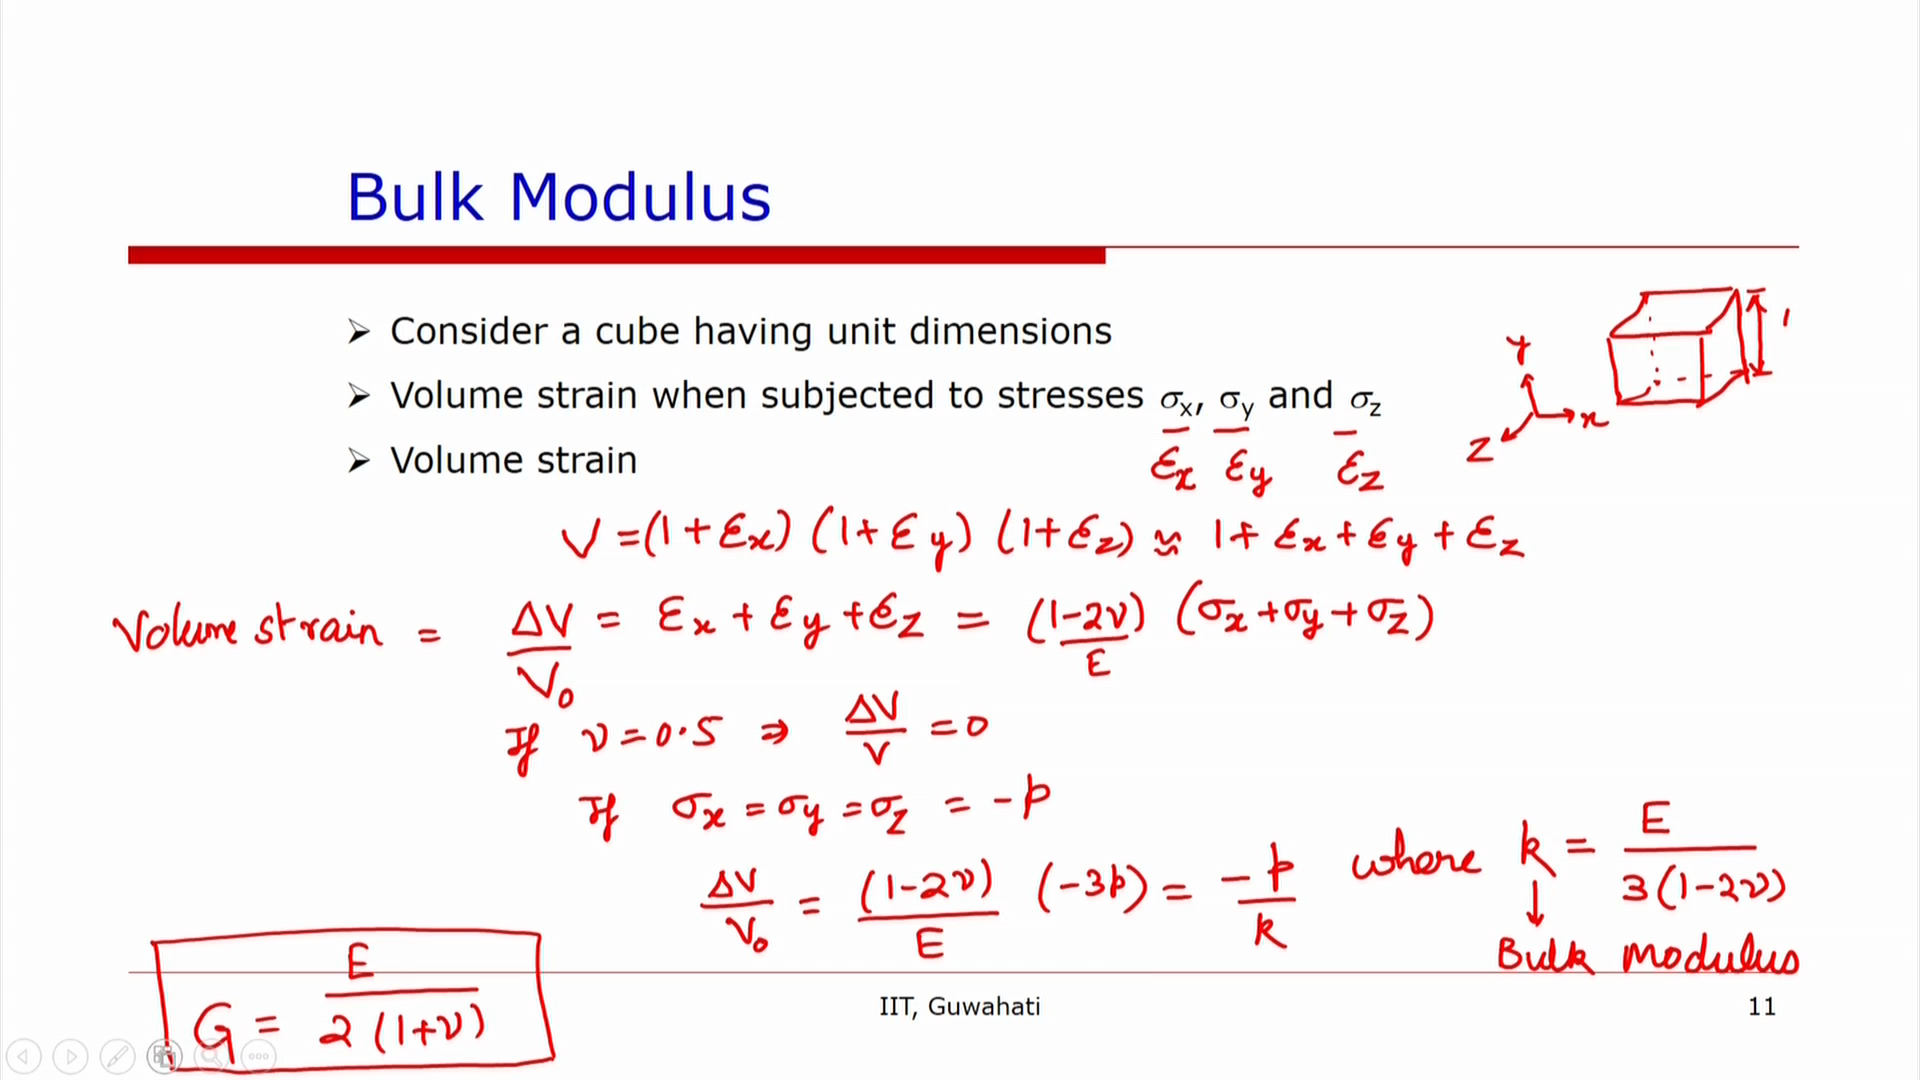 Bulk Modulus
➢ Consider a cube having unit dimensions
1
Y
➢ Volume strain when subjected to stresses σx, σy and σz
x
Z
➢ Volume strain
εx εy εz
V = (1+εx) (1+εy) (1+εz) ≈ 1+ εx + εy + εz
Volume strain = ΔV/V₀ = εx + εy + εz = (1-2ν)/E (σx + σy + σz)
If ν = 0.5 ⇒ ΔV/V = 0
If σx = σy = σz = -p
ΔV/V₀ = (1-2ν)/E (-3p) = -p/k where k = E/3(1-2ν)
Bulk modulus
G = E/2(1+ν)
IIT, Guwahati 11